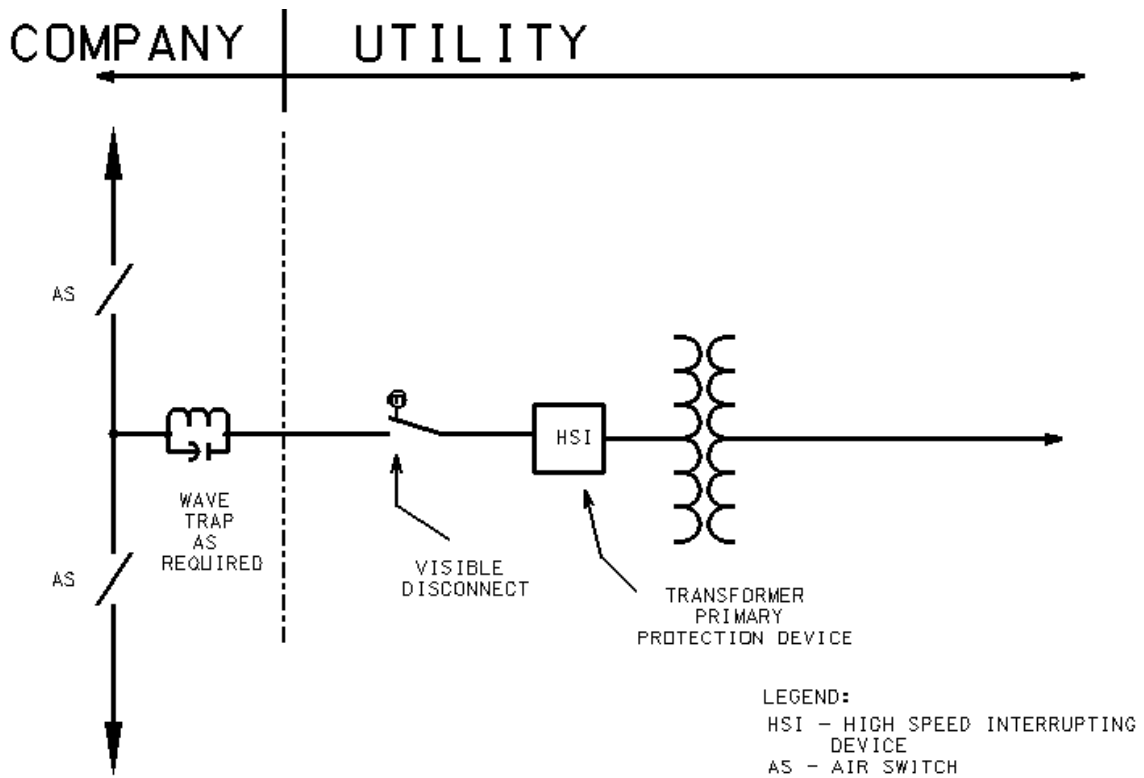 COMPANY UTILITY
AS
HSI
WAVE
TRAP
AS
REQUIRED
AS
VISIBLE
DISCONNECT
TRANSFORMER
PRIMARY
PROTECTION DEVICE
LEGEND:
HSI - HIGH SPEED INTERRUPTING
DEVICE
AS - AIR SWITCH